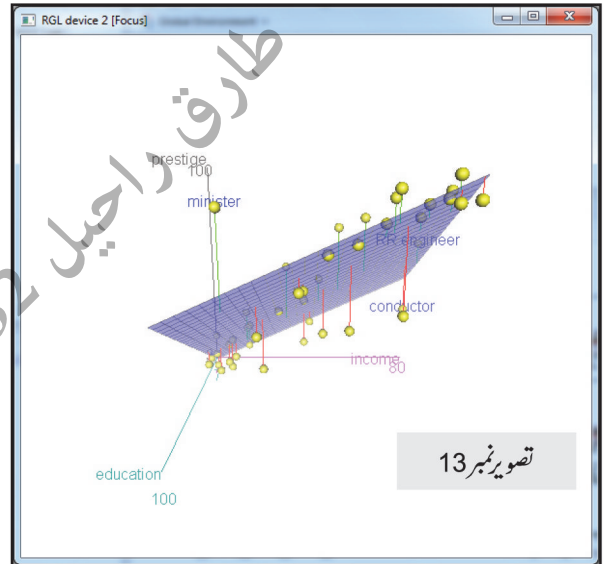 RGL device 2 [Focus]
prestige
100
minister
RR engineer
conductor
income
80
education
100
تصویر نمبر 13
طارق راحیل